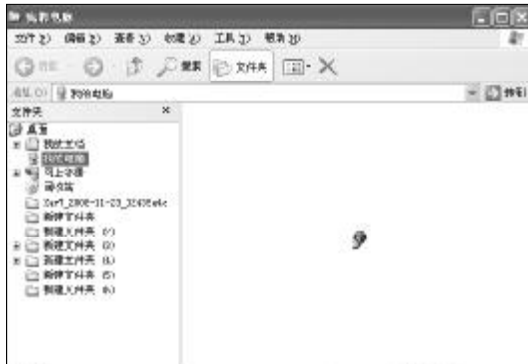 我的电脑
文件(F) 编辑(E) 查看(V) 收藏(A) 工具(T) 帮助(H)
搜索 文件夹
我的电脑 转到
文件夹 ×
桌面
我的文档
我的电脑
网上邻居
回收站
新建文件夹
新建文件夹 (2)
新建文件夹 (3)
新建文件夹 (4)
新建文件夹 (5)
新建文件夹 (6)